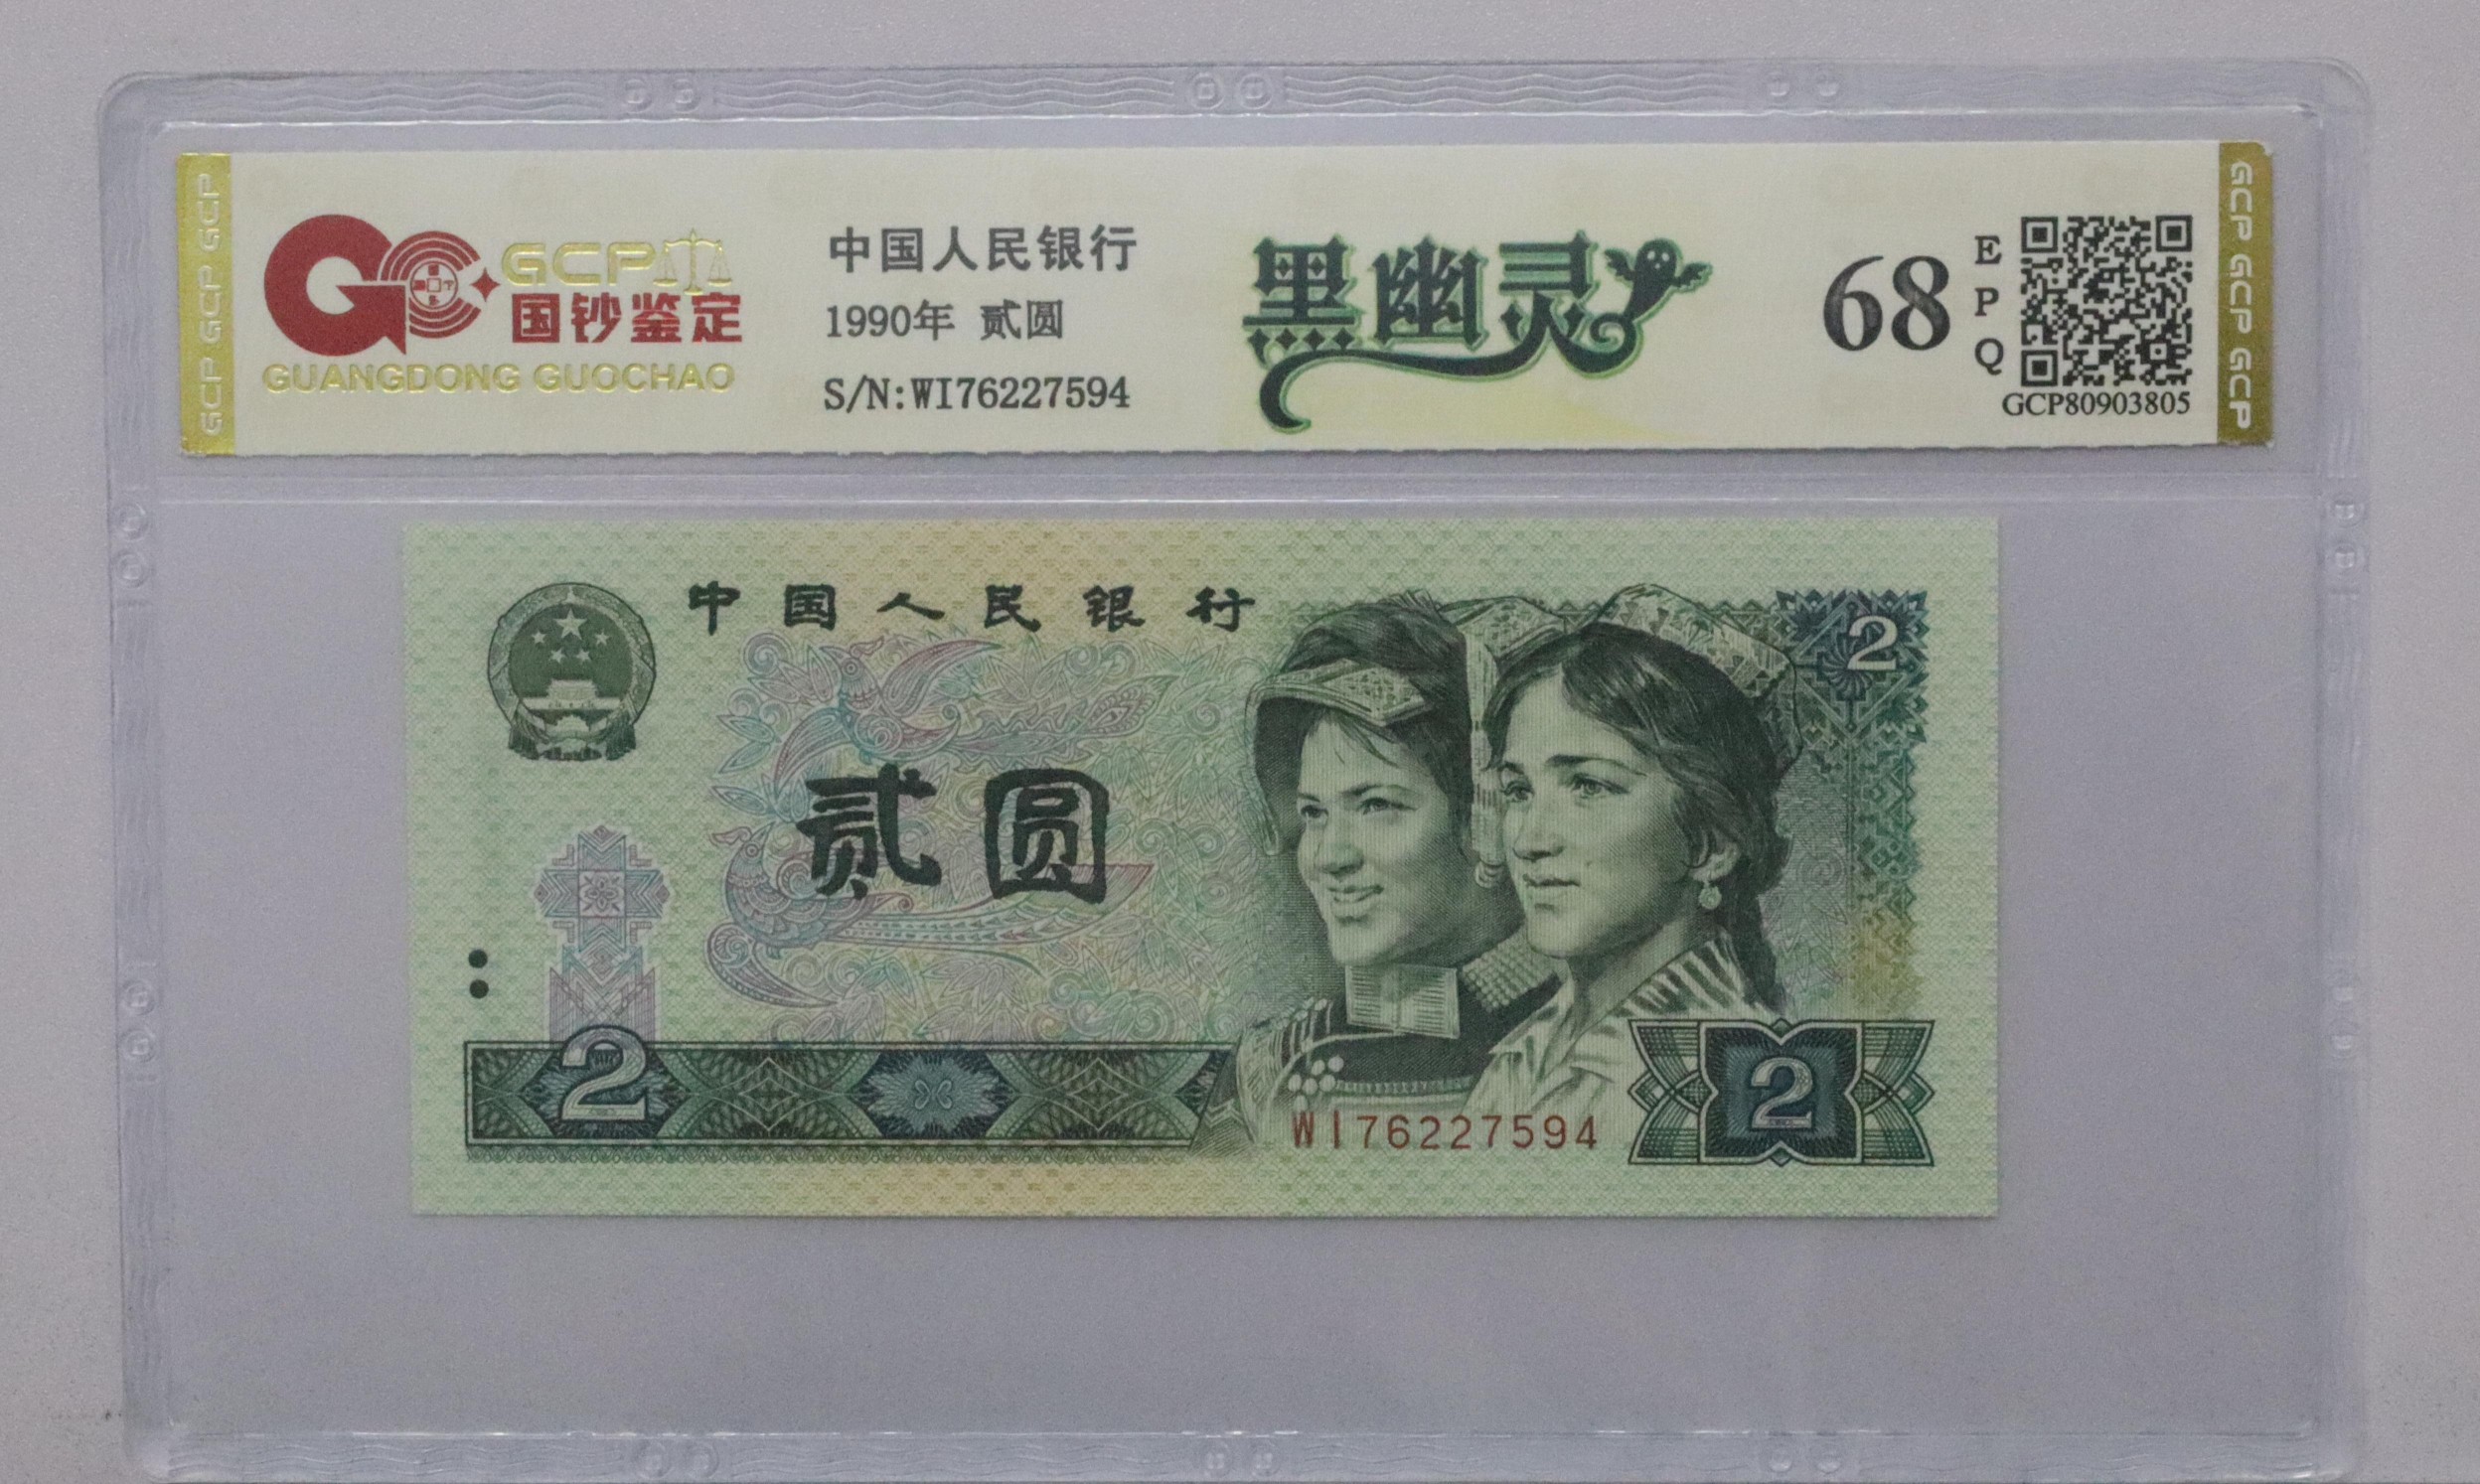 GCP GCP GCP
GCP
国钞鉴定
GUANGDONG GUOCHAO
中国人民银行
1990年 贰圆
S/N:WI76227594
黑幽灵
68
E
P
Q
GCP80903805
GCP GCP GCP
中国人民银行
2
贰圆
2
2
WI76227594